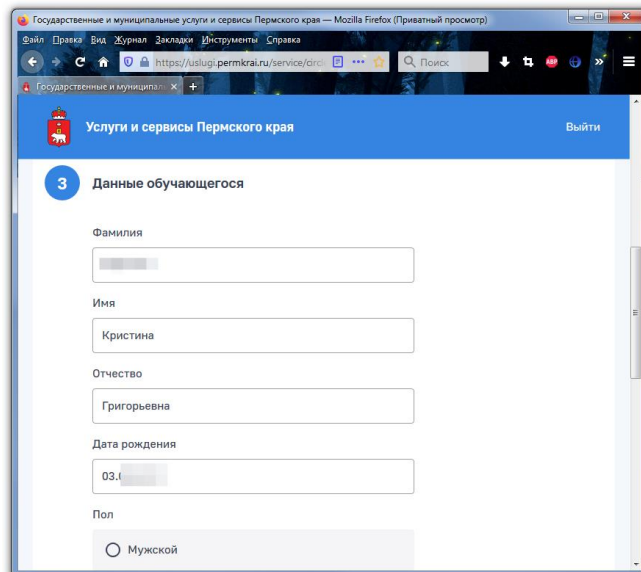 Государственные и муниципальные услуги и сервисы Пермского края — Mozilla Firefox (Приватный просмотр)
Файл Правка Вид Журнал Закладки Инструменты Справка
https://uslugi.permkrai.ru/service/circl
Поиск
ABP
Государственные и муниципаль
Услуги и сервисы Пермского края
Выйти
3 Данные обучающегося
Фамилия
Имя
Кристина
Отчество
Григорьевна
Дата рождения
03.
Пол
Мужской